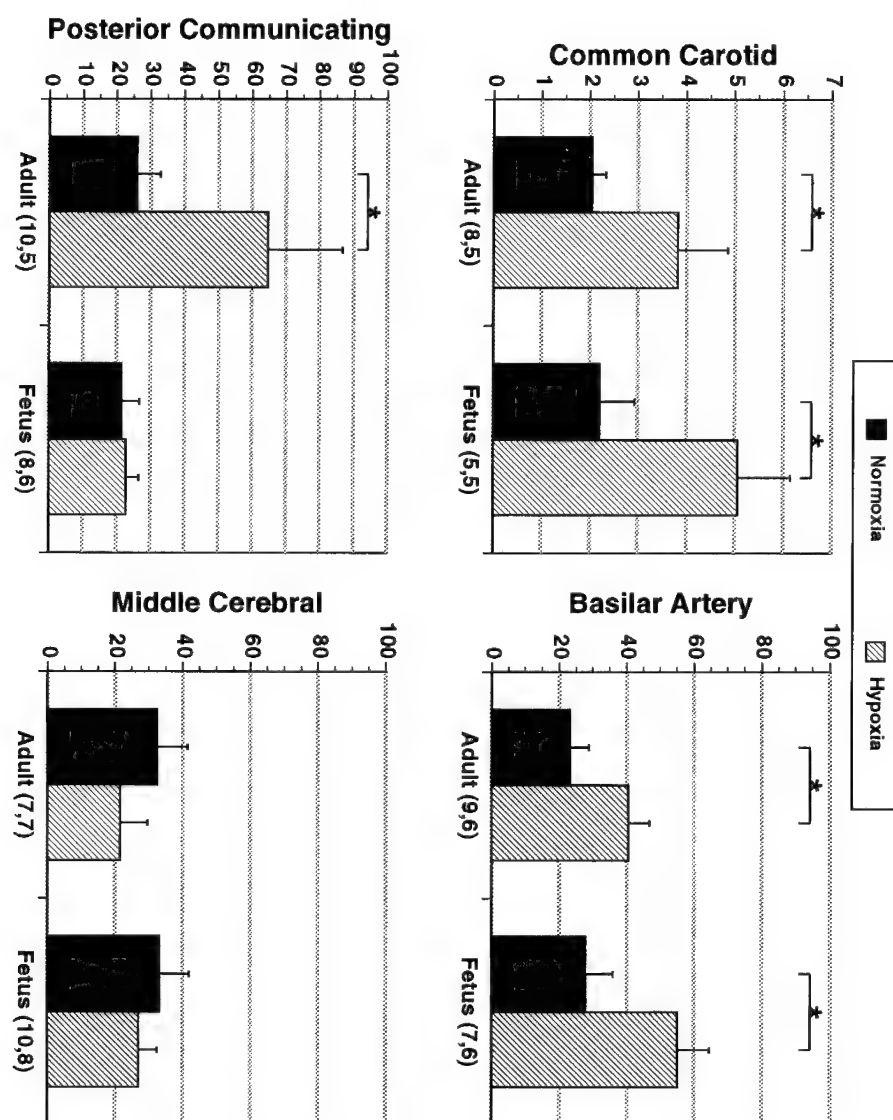 Normoxia
Hypoxia
Common Carotid
7
6
5
4
3
2
1
0
*
*
Adult (8,5)
Fetus (5,5)
Basilar Artery
100
80
60
40
20
0
*
*
Adult (9,6)
Fetus (7,6)
Posterior Communicating
100
90
80
70
60
50
40
30
20
10
0
*
Adult (10,5)
Fetus (8,6)
Middle Cerebral
100
80
60
40
20
0
Adult (7,7)
Fetus (10,8)